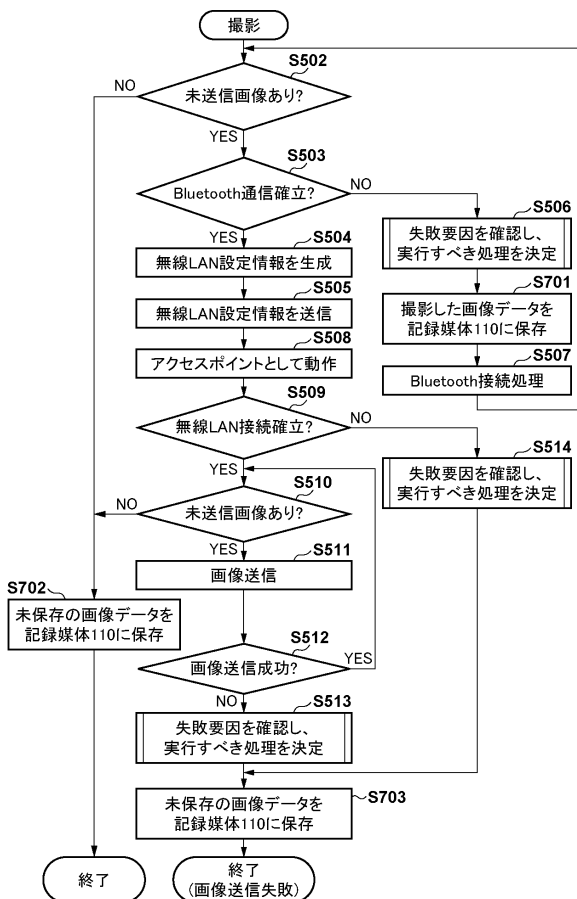 撮影
S502
NO
未送信画像あり?
YES
S503
Bluetooth通信確立?
NO
YES
S504
無線LAN設定情報を生成
S505
無線LAN設定情報を送信
S508
アクセスポイントとして動作
S506
失敗要因を確認し、
実行すべき処理を決定
S701
撮影した画像データを
記録媒体110に保存
S507
Bluetooth接続処理
S509
無線LAN接続確立?
NO
YES
S514
失敗要因を確認し、
実行すべき処理を決定
S510
NO
未送信画像あり?
YES
S511
画像送信
S702
未保存の画像データを
記録媒体110に保存
S512
画像送信成功?
YES
NO
S513
失敗要因を確認し、
実行すべき処理を決定
S703
未保存の画像データを
記録媒体110に保存
終了
終了
(画像送信失敗)